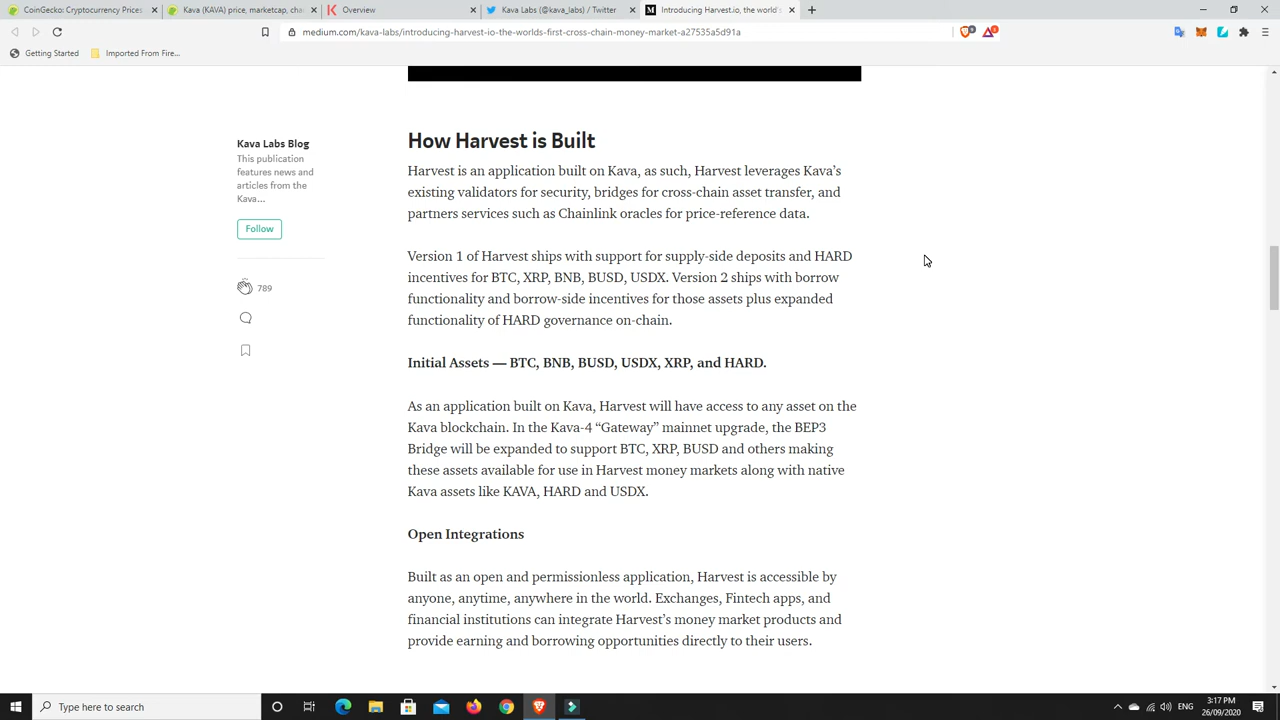 CoinGecko: Cryptocurrency Prices
Kava (KAVA) price, marketcap, cha
Overview
Kava Labs (@kava_labs) / Twitter
Introducing Harvest.io, the world'
medium.com/kava-labs/introducing-harvest-io-the-worlds-first-cross-chain-money-market-a27535a5d91a
Getting Started
Imported From Fire...
How Harvest is Built
Kava Labs Blog
This publication
features news and
articles from the
Kava...
Follow
789
Harvest is an application built on Kava, as such, Harvest leverages Kava’s
existing validators for security, bridges for cross-chain asset transfer, and
partners services such as Chainlink oracles for price-reference data.
Version 1 of Harvest ships with support for supply-side deposits and HARD
incentives for BTC, XRP, BNB, BUSD, USDX. Version 2 ships with borrow
functionality and borrow-side incentives for those assets plus expanded
functionality of HARD governance on-chain.
Initial Assets — BTC, BNB, BUSD, USDX, XRP, and HARD.
As an application built on Kava, Harvest will have access to any asset on the
Kava blockchain. In the Kava-4 “Gateway” mainnet upgrade, the BEP3
Bridge will be expanded to support BTC, XRP, BUSD and others making
these assets available for use in Harvest money markets along with native
Kava assets like KAVA, HARD and USDX.
Open Integrations
Built as an open and permissionless application, Harvest is accessible by
anyone, anytime, anywhere in the world. Exchanges, Fintech apps, and
financial institutions can integrate Harvest’s money market products and
provide earning and borrowing opportunities directly to their users.
Type here to search
ENG
3:17 PM
26/09/2020